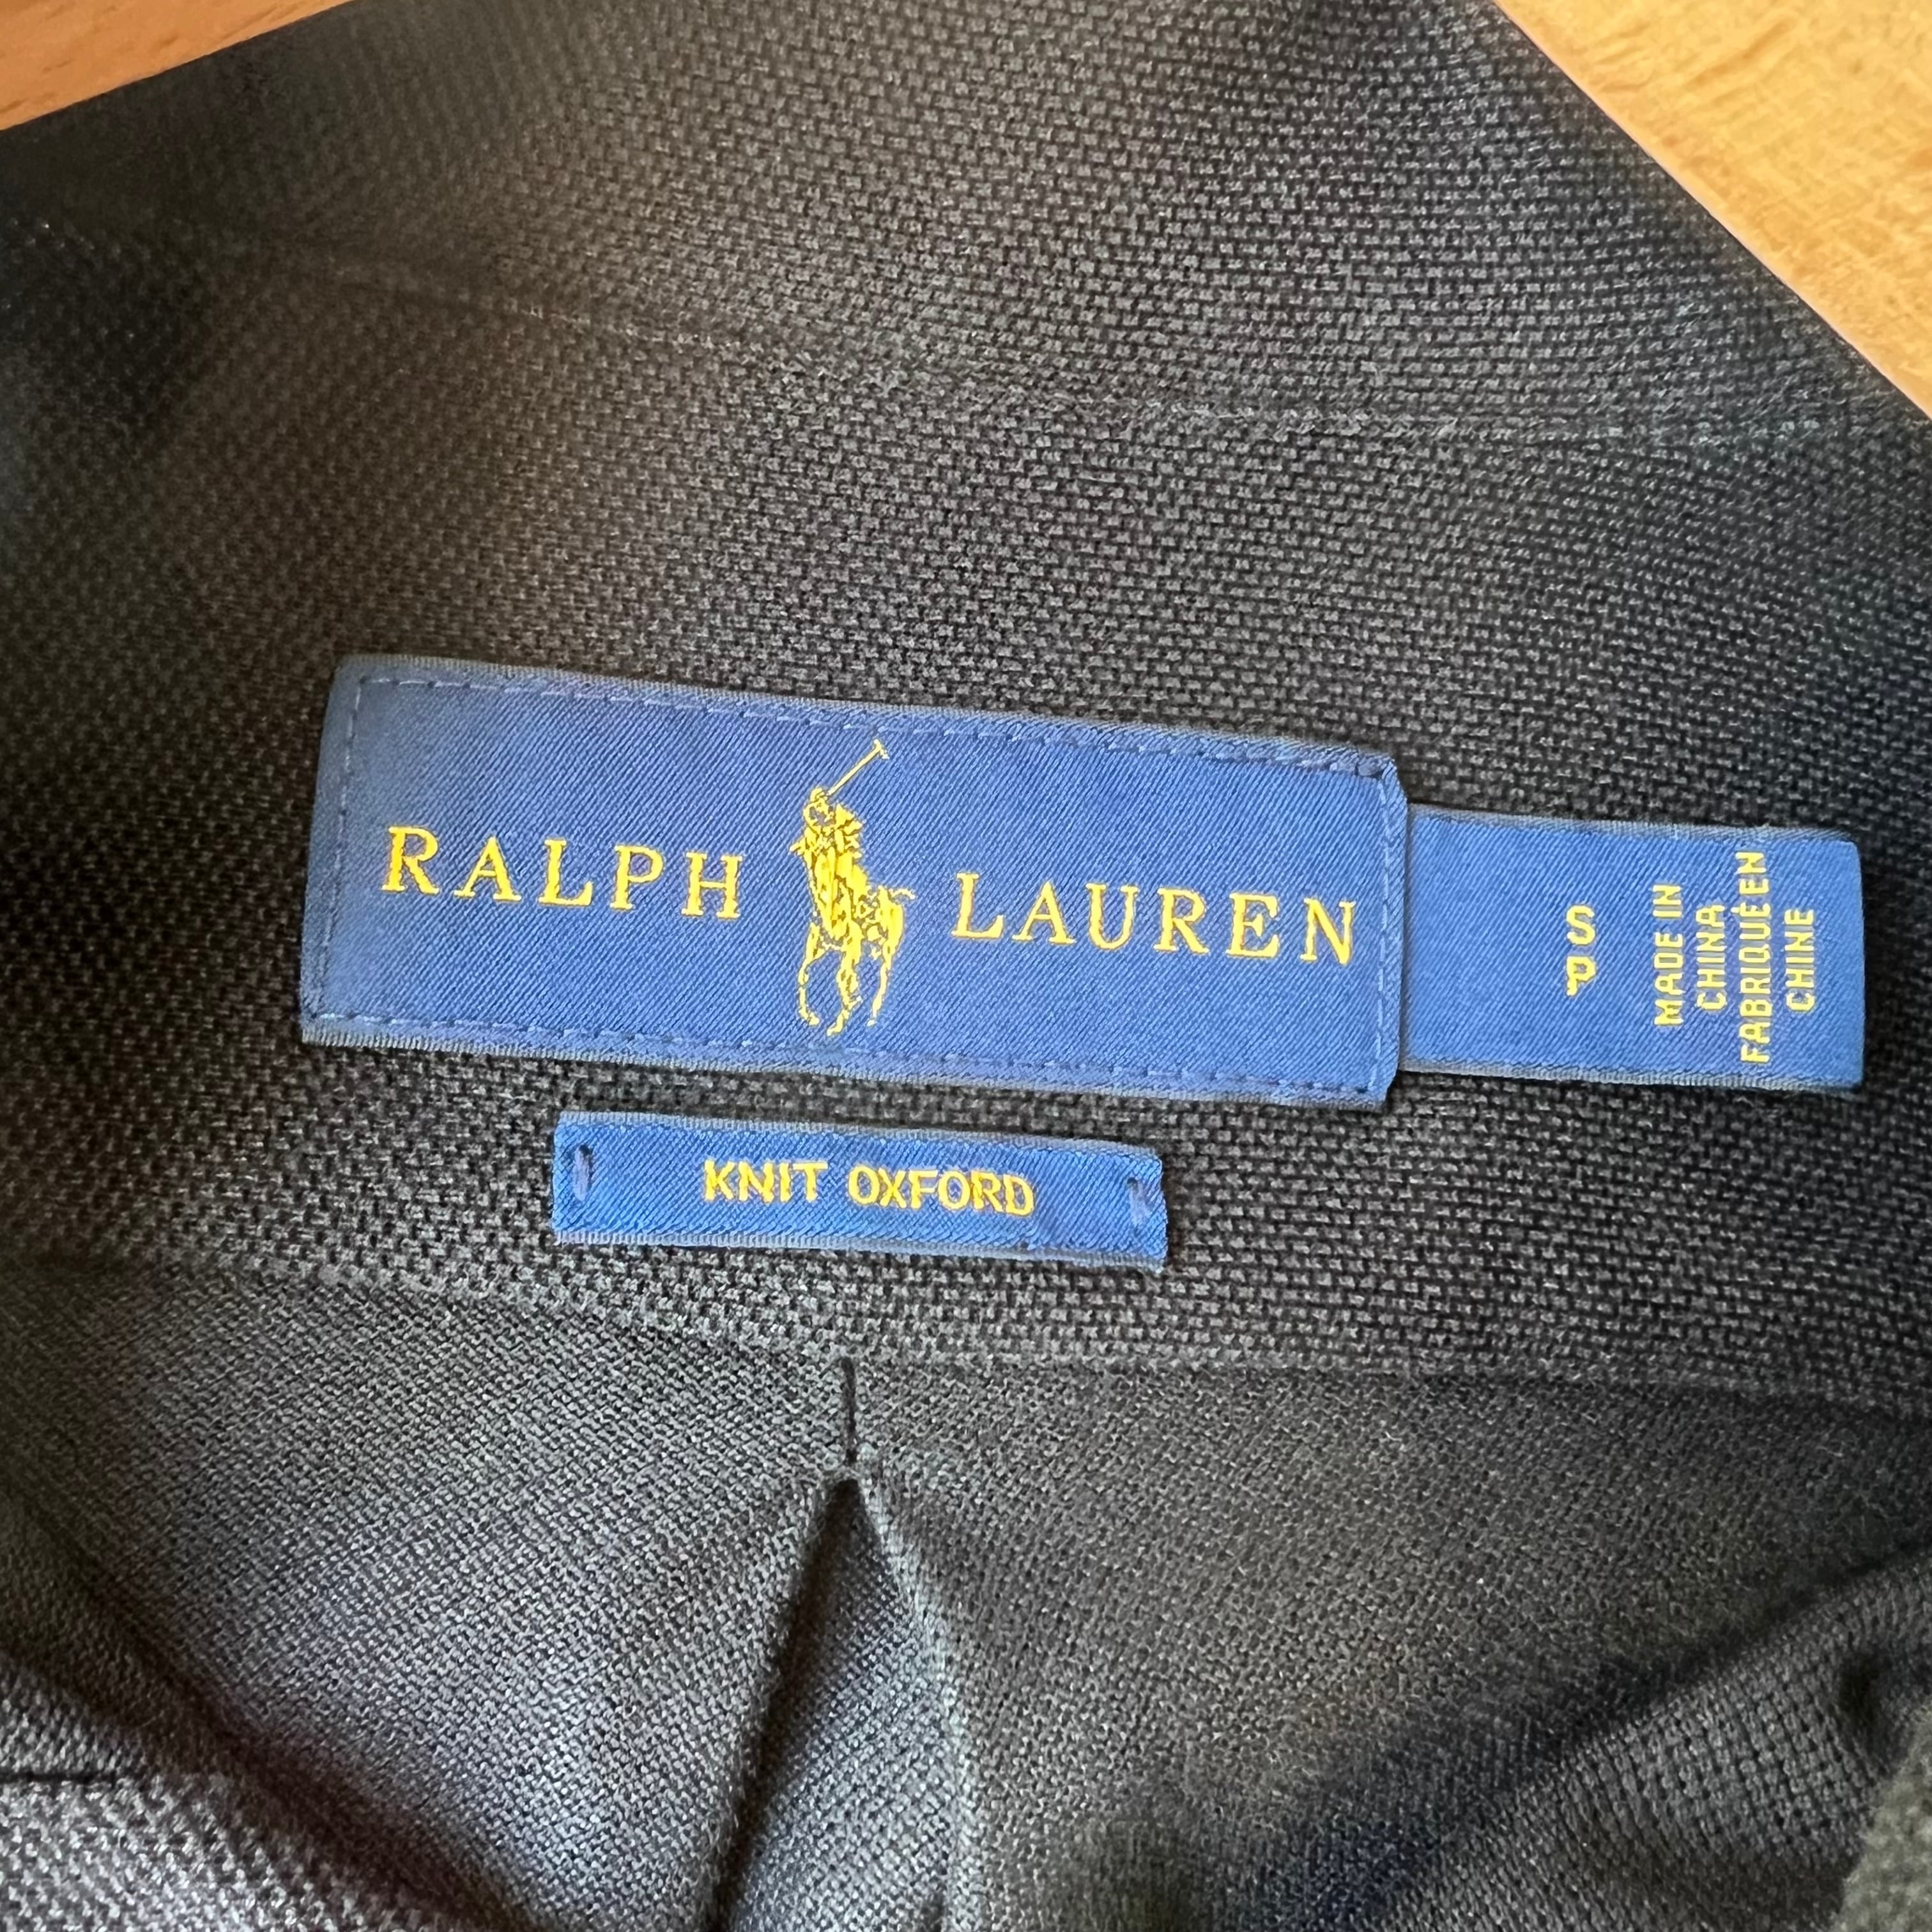 RALPH LAUREN
S
P
MADE IN
CHINA
FABRIQUÉ EN
CHINE
KNIT OXFORD